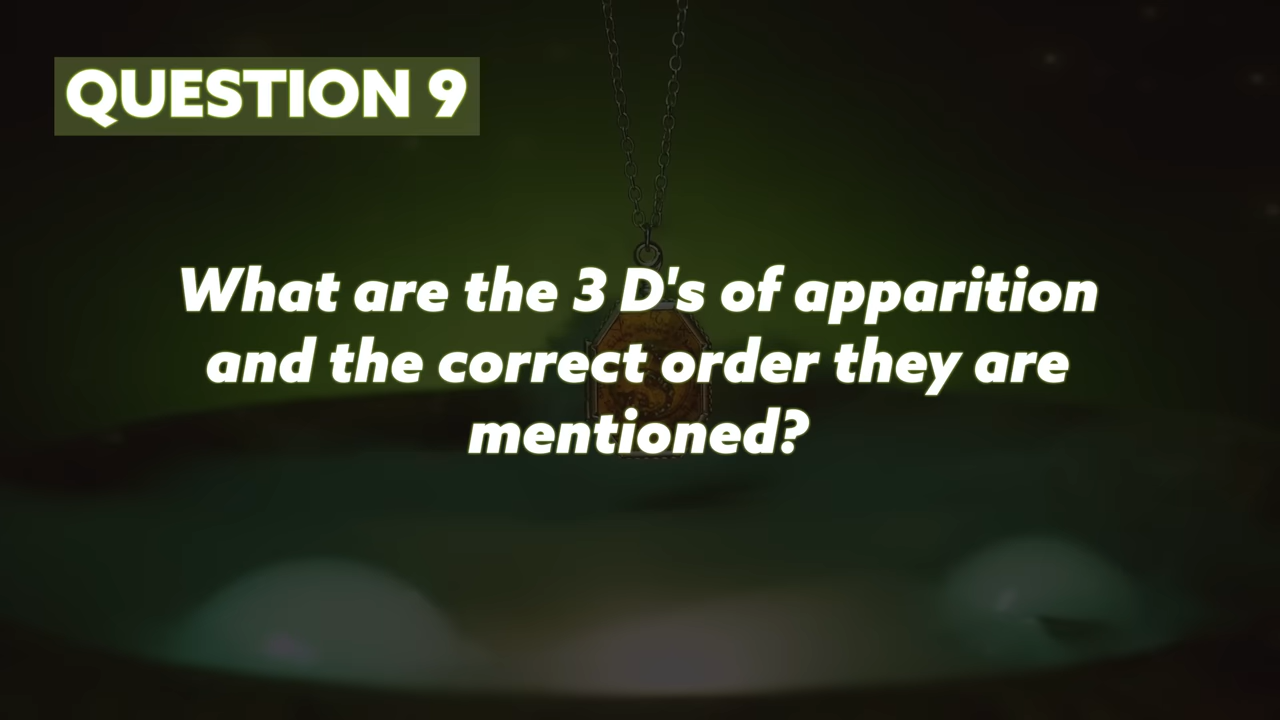 QUESTION 9
What are the 3 D's of apparition
and the correct order they are
mentioned?